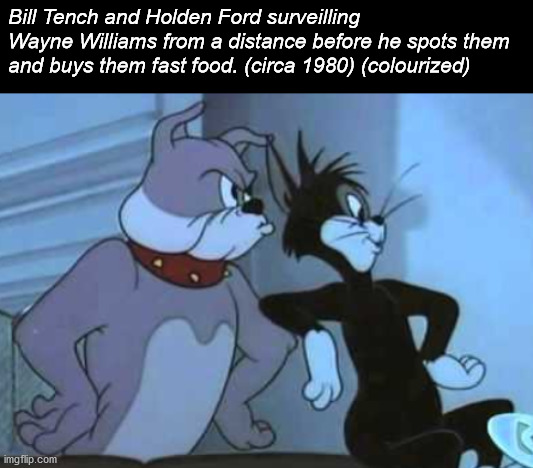 Bill Tench and Holden Ford surveilling
Wayne Williams from a distance before he spots them
and buys them fast food. (circa 1980) (colourized)
imgflip.com